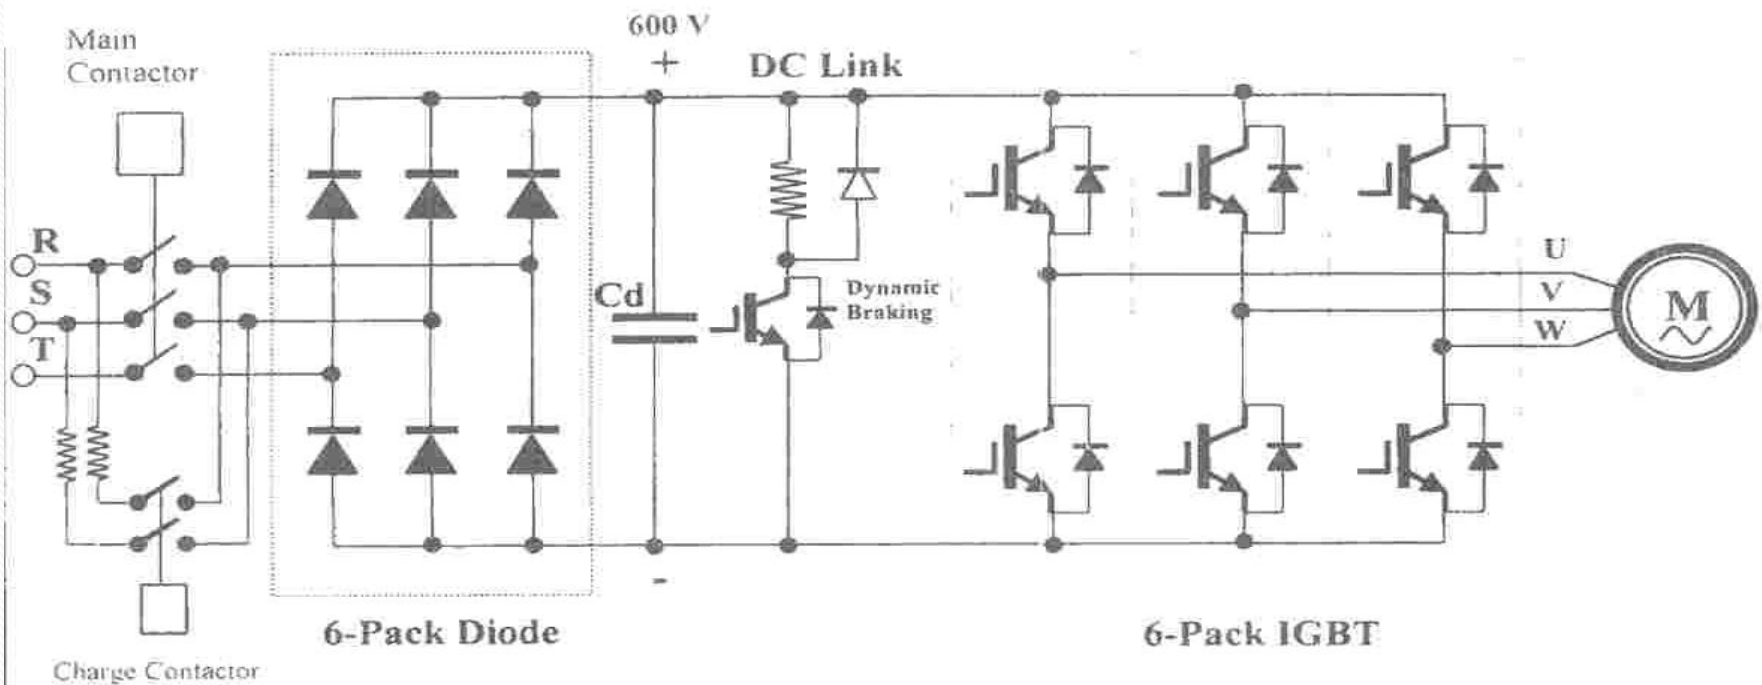 Main
Contactor
600 V
+
DC Link
R
S
T
Cd
Dynamic
Braking
U
V
W
M
-
6-Pack Diode
6-Pack IGBT
Charge Contactor